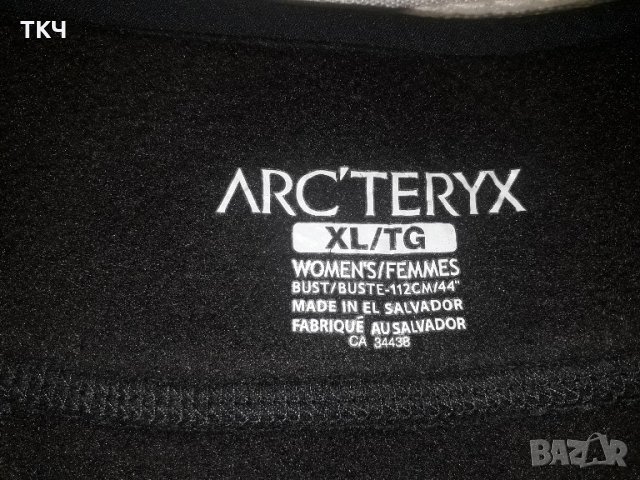 ТКЧ
ARC'TERYX
XL/TG
WOMEN'S/FEMMES
BUST/BUSTE-112CM/44"
MADE IN EL SALVADOR
FABRIQUÉ AU SALVADOR
CA 34438
BAZAR